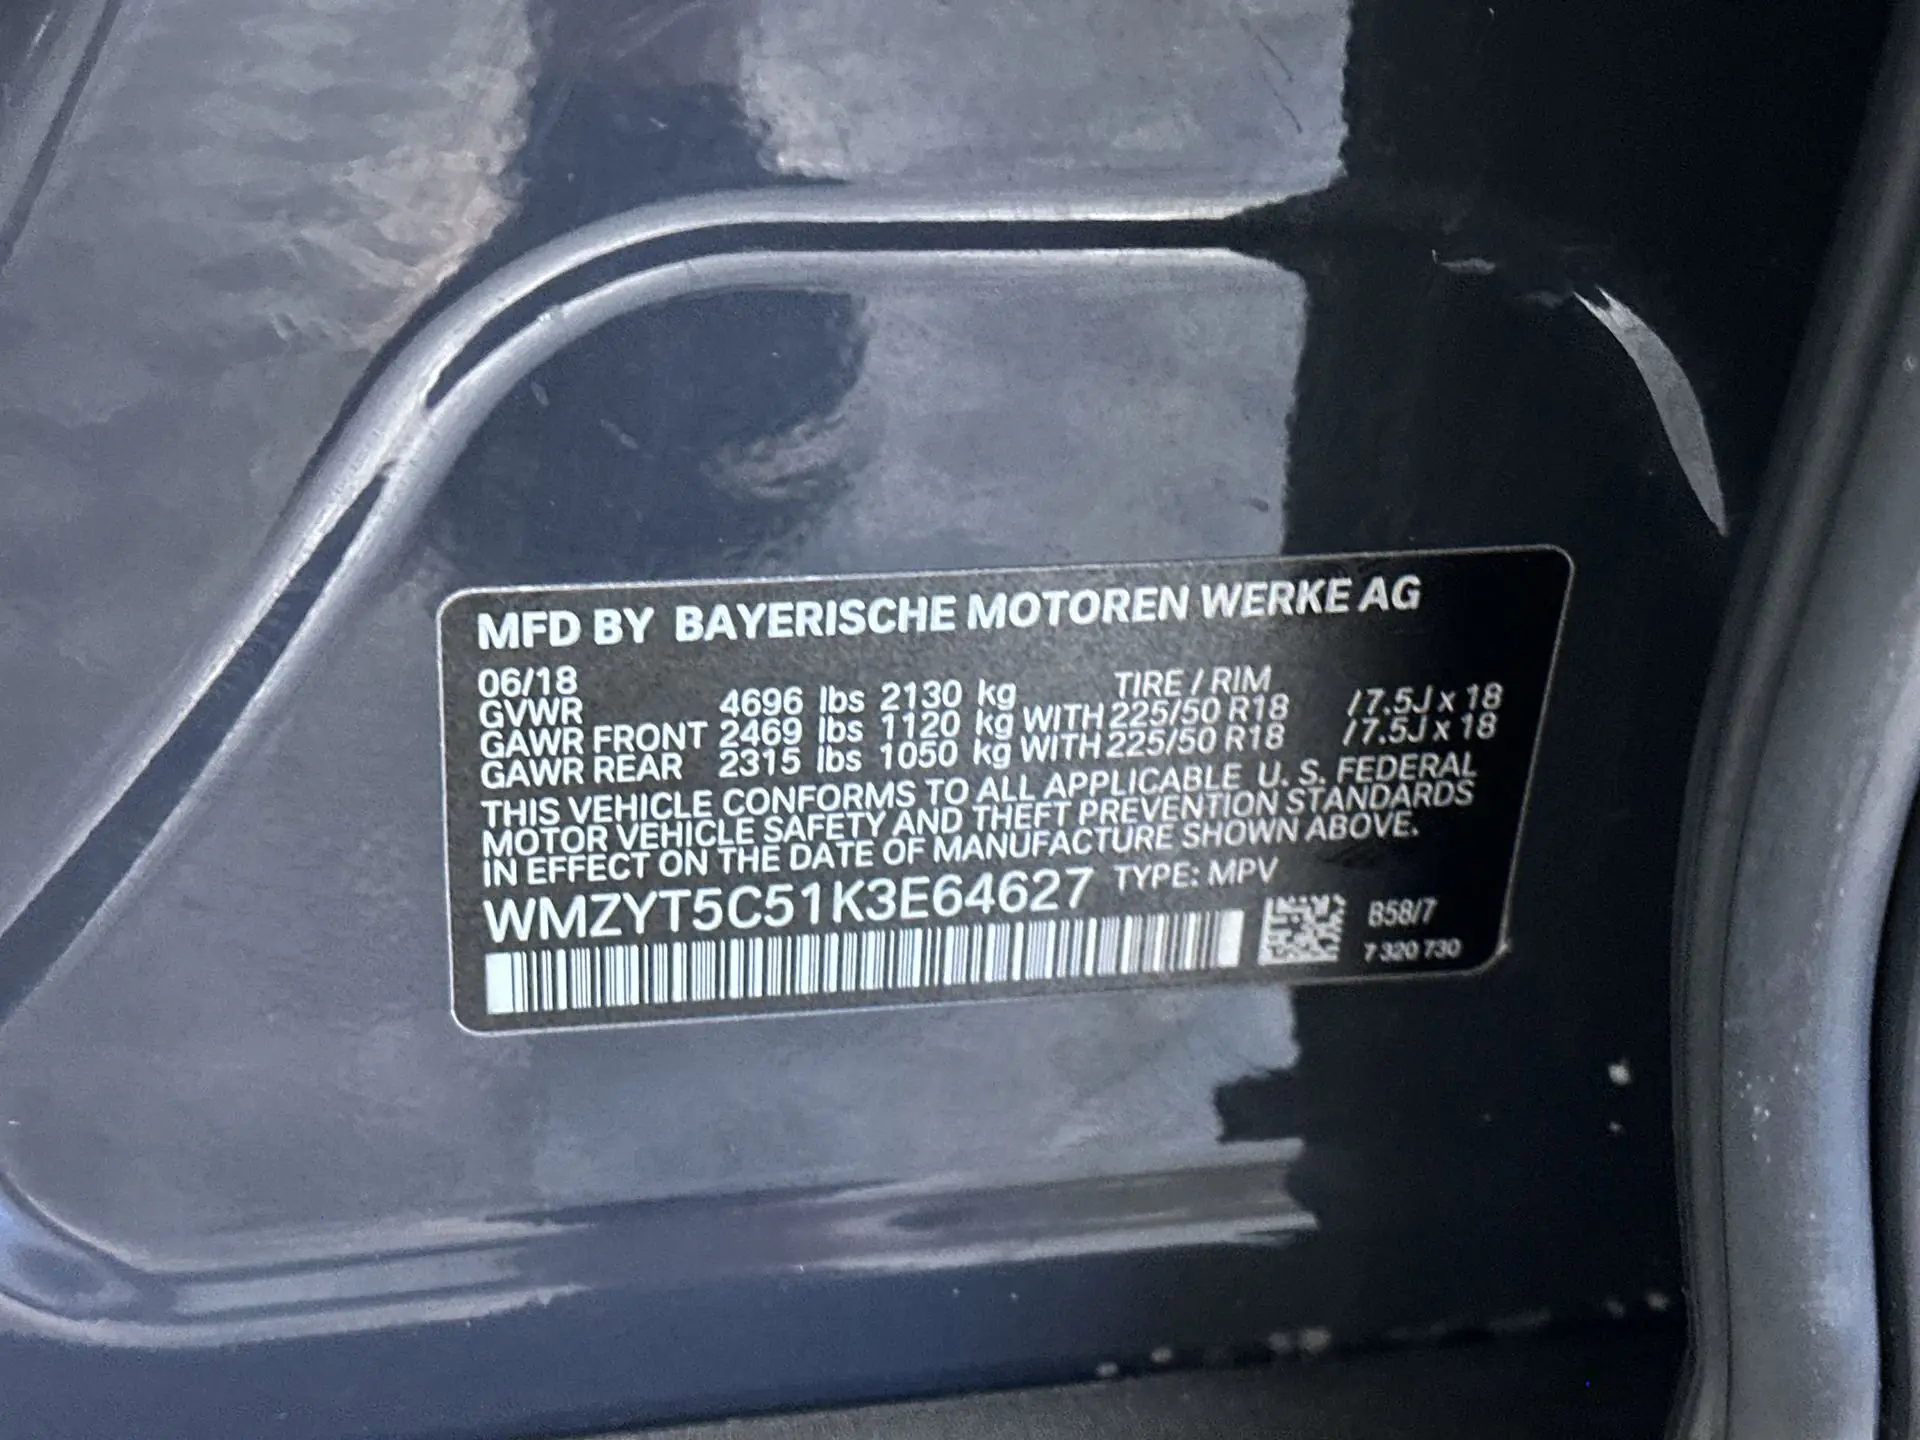 MFD BY BAYERISCHE MOTOREN WERKE AG
06/18 TIRE / RIM
GVWR 4696 lbs 2130 kg
GAWR FRONT 2469 lbs 1120 kg WITH 225/50 R18 / 7.5J x 18
GAWR REAR 2315 lbs 1050 kg WITH 225/50 R18 / 7.5J x 18
THIS VEHICLE CONFORMS TO ALL APPLICABLE U. S. FEDERAL
MOTOR VEHICLE SAFETY AND THEFT PREVENTION STANDARDS
IN EFFECT ON THE DATE OF MANUFACTURE SHOWN ABOVE.
WMZYT5C51K3E64627 TYPE: MPV
B58/7
7 320 730